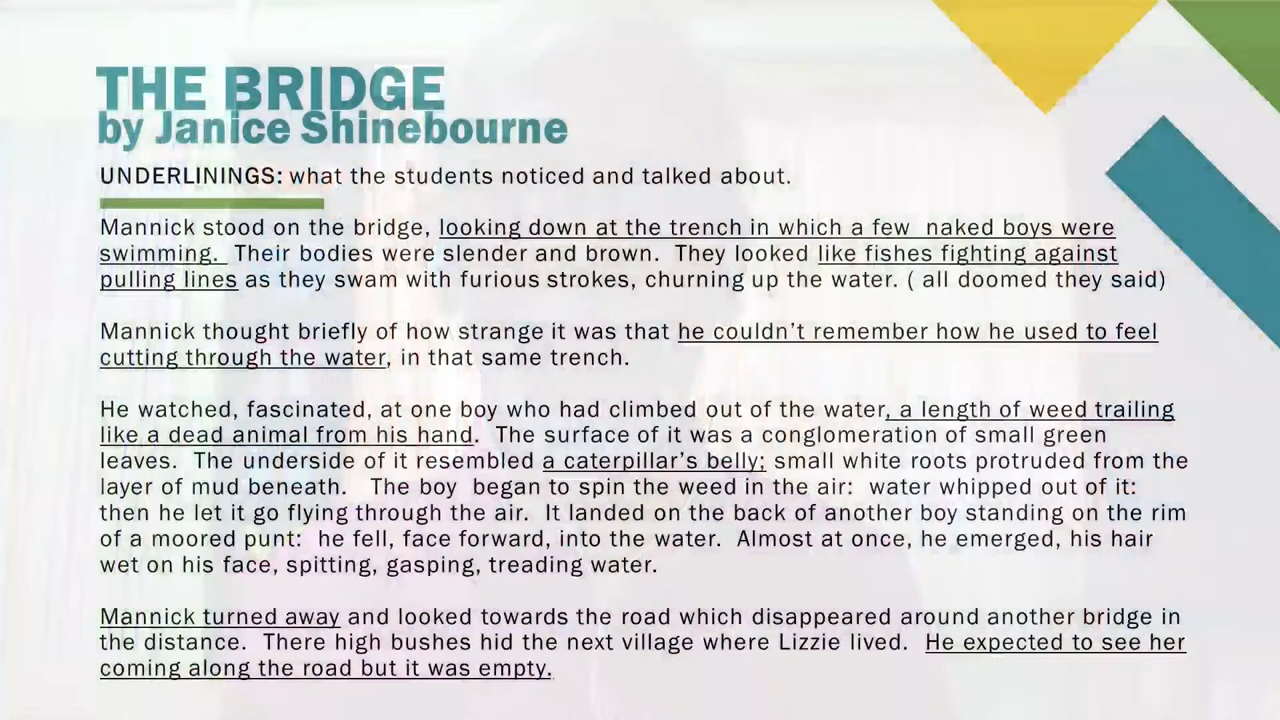 THE BRIDGE
by Janice Shinebourne
UNDERLININGS: what the students noticed and talked about.
Mannick stood on the bridge, looking down at the trench in which a few naked boys were
swimming. Their bodies were slender and brown. They looked like fishes fighting against
pulling lines as they swam with furious strokes, churning up the water. ( all doomed they said)
Mannick thought briefly of how strange it was that he couldn't remember how he used to feel
cutting through the water, in that same trench.
He watched, fascinated, at one boy who had climbed out of the water, a length of weed trailing
like a dead animal from his hand. The surface of it was a conglomeration of small green
leaves. The underside of it resembled a caterpillar's belly; small white roots protruded from the
layer of mud beneath. The boy began to spin the weed in the air: water whipped out of it:
then he let it go flying through the air. It landed on the back of another boy standing on the rim
of a moored punt: he fell, face forward, into the water. Almost at once, he emerged, his hair
wet on his face, spitting, gasping, treading water.
Mannick turned away and looked towards the road which disappeared around another bridge in
the distance. There high bushes hid the next village where Lizzie lived. He expected to see her
coming along the road but it was empty.